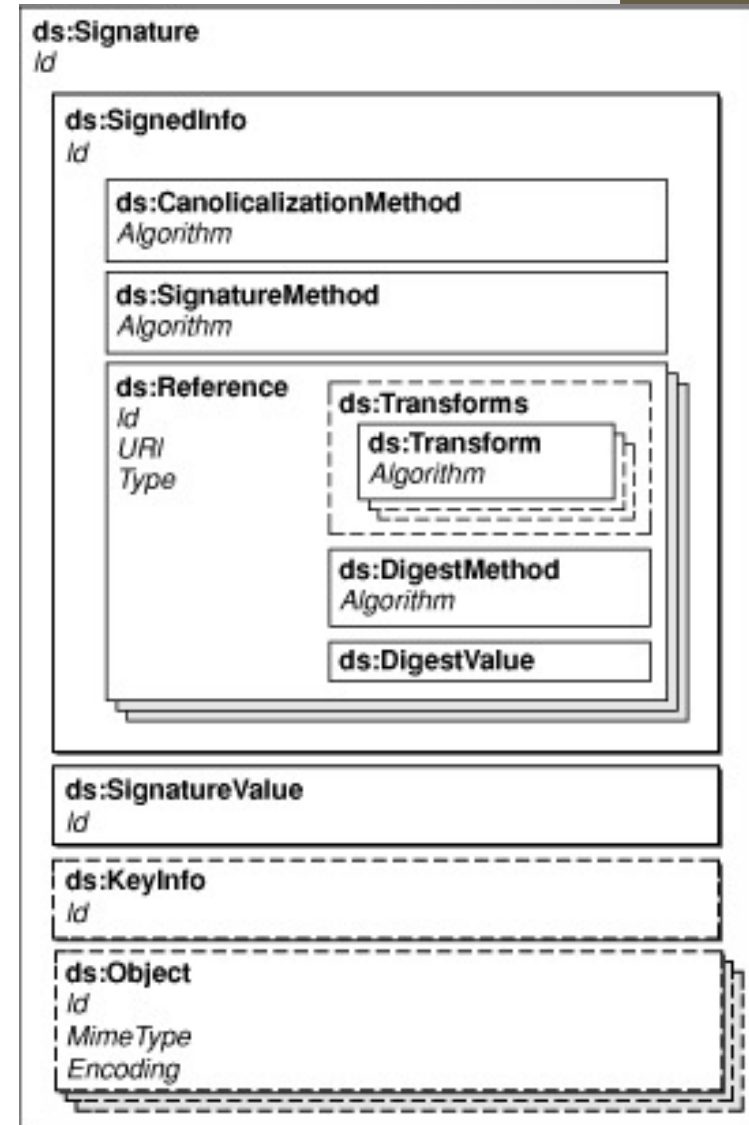 ds:Signature
Id
ds:SignedInfo
Id
ds:CanolicalizationMethod
Algorithm
ds:SignatureMethod
Algorithm
ds:Reference
Id
URI
Type
ds:Transforms
ds:Transform
Algorithm
ds:DigestMethod
Algorithm
ds:DigestValue
ds:SignatureValue
Id
ds:KeyInfo
Id
ds:Object
Id
MimeType
Encoding